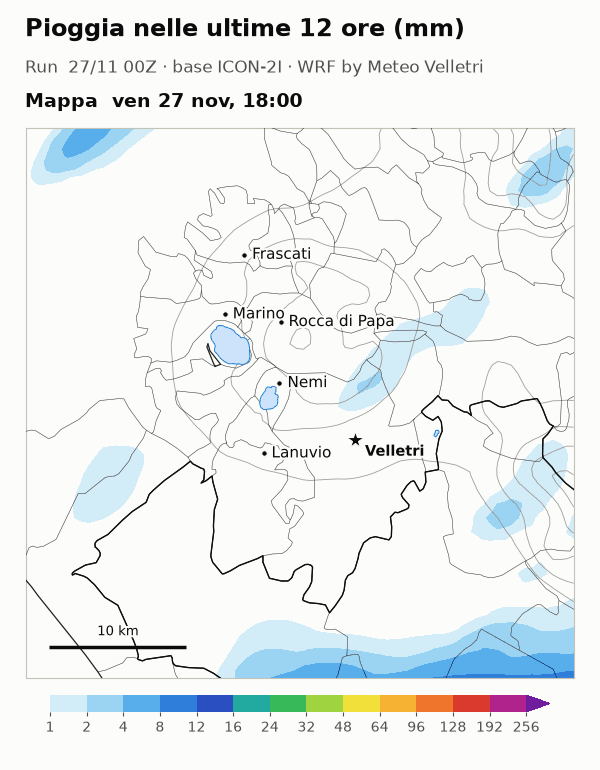 Pioggia nelle ultime 12 ore (mm)
Run  27/11 00Z · base ICON-2I · WRF by Meteo Velletri
Mappa  ven 27 nov, 18:00
Frascati
Marino
Rocca di Papa
Nemi
Velletri
Lanuvio
10 km
1 2 4 8 12 16 24 32 48 64 96 128 192 256